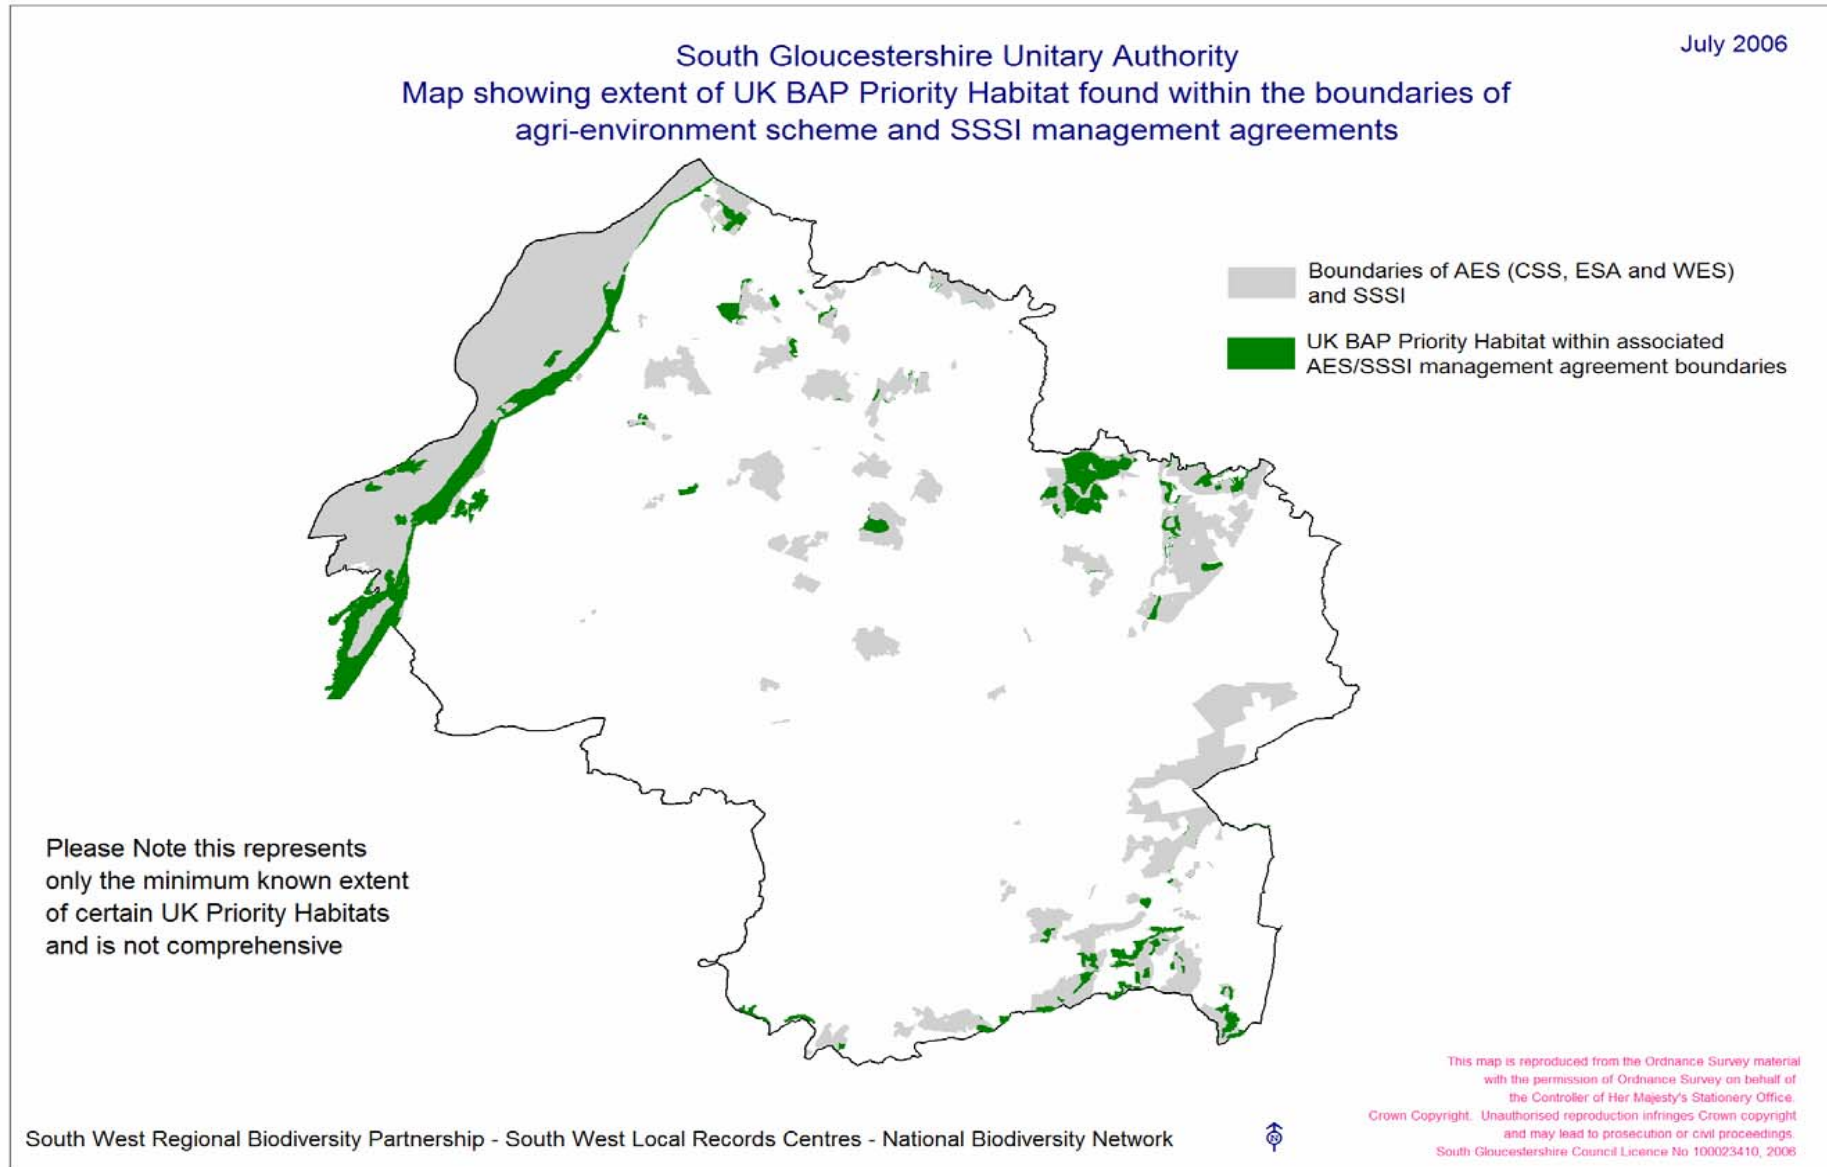 July 2006
South Gloucestershire Unitary Authority
Map showing extent of UK BAP Priority Habitat found within the boundaries of
agri-environment scheme and SSSI management agreements
Boundaries of AES (CSS, ESA and WES)
and SSSI
UK BAP Priority Habitat within associated
AES/SSSI management agreement boundaries
Please Note this represents
only the minimum known extent
of certain UK Priority Habitats
and is not comprehensive
This map is reproduced from the Ordnance Survey material
with the permission of Ordnance Survey on behalf of
the Controller of Her Majesty's Stationery Office.
Crown Copyright. Unauthorised reproduction infringes Crown copyright
and may lead to prosecution or civil proceedings.
South Gloucestershire Council Licence No 100023410, 2006
South West Regional Biodiversity Partnership - South West Local Records Centres - National Biodiversity Network
N